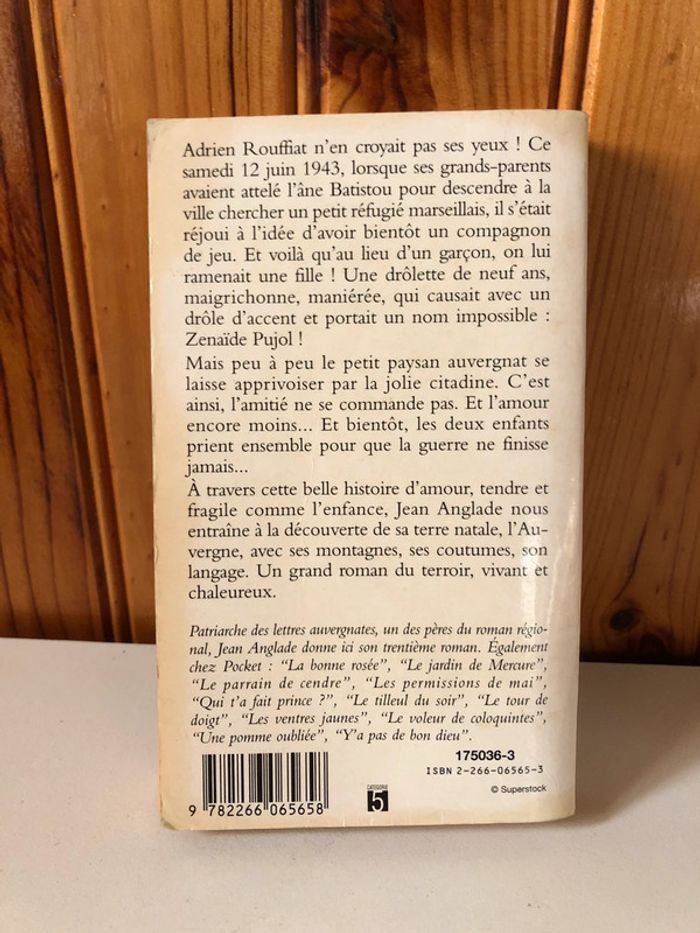 Adrien Rouffiat n'en croyait pas ses yeux ! Ce
samedi 12 juin 1943, lorsque ses grands-parents
avaient attelé l'âne Batistou pour descendre à la
ville chercher un petit réfugié marseillais, il s'était
réjoui à l'idée d'avoir bientôt un compagnon
de jeu. Et voilà qu'au lieu d'un garçon, on lui
ramenait une fille ! Une drôlette de neuf ans,
maigrichonne, maniérée, qui causait avec un
drôle d'accent et portait un nom impossible :
Zenaïde Pujol !
Mais peu à peu le petit paysan auvergnat se
laisse apprivoiser par la jolie citadine. C'est
ainsi, l'amitié ne se commande pas. Et l'amour
encore moins... Et bientôt, les deux enfants
prient ensemble pour que la guerre ne finisse
jamais...
À travers cette belle histoire d'amour, tendre et
fragile comme l'enfance, Jean Anglade nous
entraîne à la découverte de sa terre natale, l'Au-
vergne, avec ses montagnes, ses coutumes, son
langage. Un grand roman du terroir, vivant et
chaleureux.
Patriarche des lettres auvergnates, un des pères du roman régio-
nal, Jean Anglade donne ici son trentième roman. Également
chez Pocket : "La bonne rosée", "Le jardin de Mercure",
"Le parrain de cendre", "Les permissions de mai",
"Qui t'a fait prince ?", "Le tilleul du soir", "Le tour de
doigt", "Les ventres jaunes", "Le voleur de coloquintes",
"Une pomme oubliée", "Y'a pas de bon dieu".
175036-3
ISBN 2-266-06565-3
9 782266 065658
CATÉGORIE
5
© Superstock